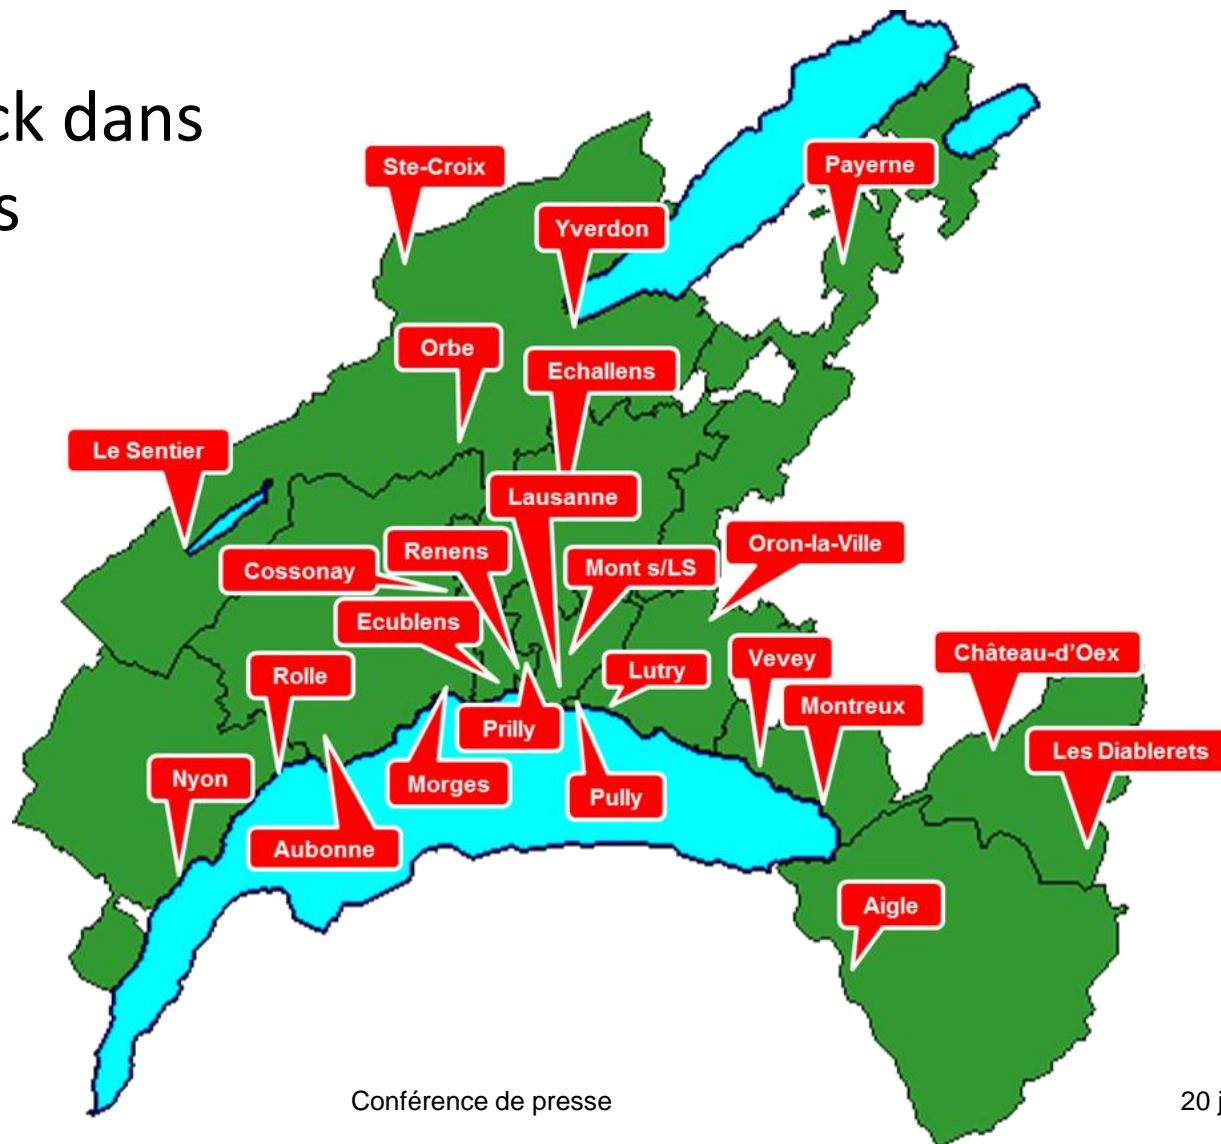 ck dans
s
Ste-Croix
Payerne
Yverdon
Orbe
Echallens
Le Sentier
Lausanne
Oron-la-Ville
Renens
Mont s/LS
Cossonay
Ecublens
Château-d’Oex
Vevey
Lutry
Rolle
Montreux
Prilly
Les Diablerets
Nyon
Morges
Pully
Aubonne
Aigle
Conférence de presse
20 j